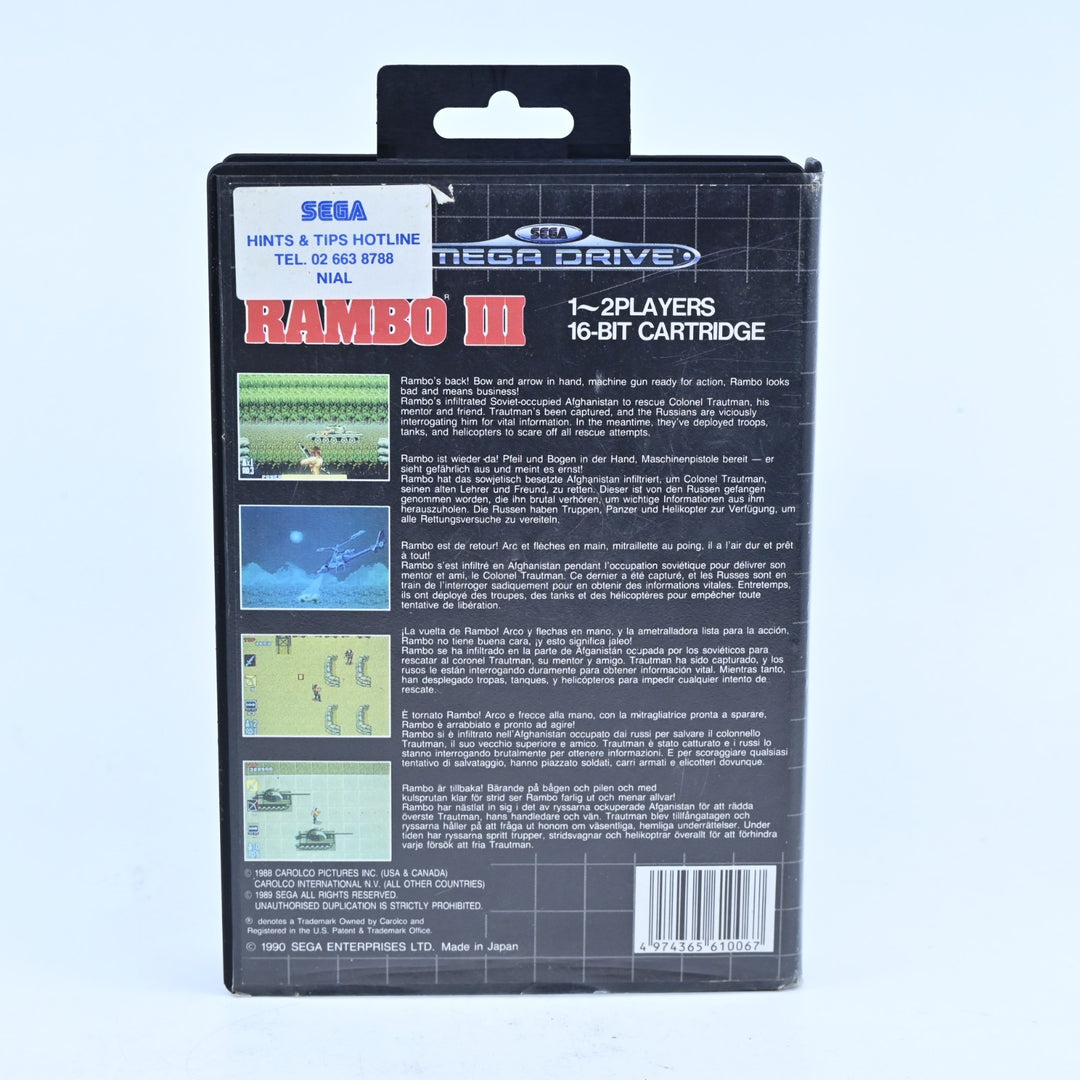 SEGA
HINTS & TIPS HOTLINE
TEL. 02 663 8788
NIAL
SEGA
MEGA DRIVE
RAMBO III
R
1~2PLAYERS
16-BIT CARTRIDGE
Rambo's back! Bow and arrow in hand, machine gun ready for action, Rambo looks
bad and means business!
Rambo's infiltrated Soviet-occupied Afghanistan to rescue Colonel Trautman, his
mentor and friend. Trautman's been captured, and the Russians are viciously
interrogating him for vital information. In the meantime, they've deployed troops,
tanks, and helicopters to scare off all rescue attempts.
Rambo ist wieder da! Pfeil und Bogen in der Hand, Maschinenpistole bereit — er
sieht gefährlich aus und meint es ernst!
Rambo hat das sowjetisch besetzte Afghanistan infiltriert, um Colonel Trautman,
seinen alten Lehrer und Freund, zu retten. Dieser ist von den Russen gefangen
genommen worden, die ihn brutal verhören, um wichtige Informationen aus ihm
herauszuholen. Die Russen haben Truppen, Panzer und Helikopter zur Verfügung, um
alle Rettungsversuche zu vereiteln.
Rambo est de retour! Arc et flèches en main, mitraillette au poing, il a l'air dur et prêt
à tout!
Rambo s'est infiltré en Afghanistan pendant l'occupation soviétique pour délivrer son
mentor et ami, le Colonel Trautman. Ce dernier a été capturé, et les Russes sont en
train de l'interroger sadiquement pour en obtenir des informations vitales. Entretemps,
ils ont déployé des troupes, des tanks et des hélicoptères pour empêcher toute
tentative de libération.
¡La vuelta de Rambo! Arco y flechas en mano, y la ametralladora lista para la acción,
Rambo no tiene buena cara, ¡y esto significa jaleo!
Rambo se ha infiltrado en la parte de Afganistán ocupada por los soviéticos para
rescatar al coronel Trautman, su mentor y amigo. Trautman ha sido capturado, y los
rusos le están interrogando duramente para obtener información vital. Mientras tanto,
han desplegado tropas, tanques, y helicópteros para impedir cualquier intento de
rescate.
È tornato Rambo! Arco e frecce alla mano, con la mitragliatrice pronta a sparare,
Rambo è arrabbiato e pronto ad agire!
Rambo si è infiltrato nell'Afghanistan occupato dai russi per salvare il colonnello
Trautman, il suo vecchio superiore e amico. Trautman è stato catturato e i russi lo
stanno interrogando brutalmente per ottenere informazioni. E per scoraggiare qualsiasi
tentativo di salvataggio, hanno piazzato soldati, carri armati e elicotteri dovunque.
Rambo är tillbaka! Bärande på bågen och pilen och med
kulsprutan klar för strid ser Rambo farlig ut och menar allvar!
Rambo har nästlat in sig i det av ryssarna ockuperade Afganistan för att rädda
överste Trautman, hans handledare och vän. Trautman blev tillfångatagen och
ryssarna håller på att fråga ut honom om väsentliga, hemliga underrättelser. Under
tiden har ryssarna spritt trupper, stridsvagnar och helikoptrar överallt för att förhindra
varje försök att fria Trautman.
© 1988 CAROLCO PICTURES INC. (USA & CANADA)
CAROLCO INTERNATIONAL N.V. (ALL OTHER COUNTRIES)
© 1989 SEGA ALL RIGHTS RESERVED.
UNAUTHORISED DUPLICATION IS STRICTLY PROHIBITED.
® denotes a Trademark Owned by Carolco and
Registered in the U.S. Patent & Trademark Office.
© 1990 SEGA ENTERPRISES LTD. Made in Japan
4 974365 610067